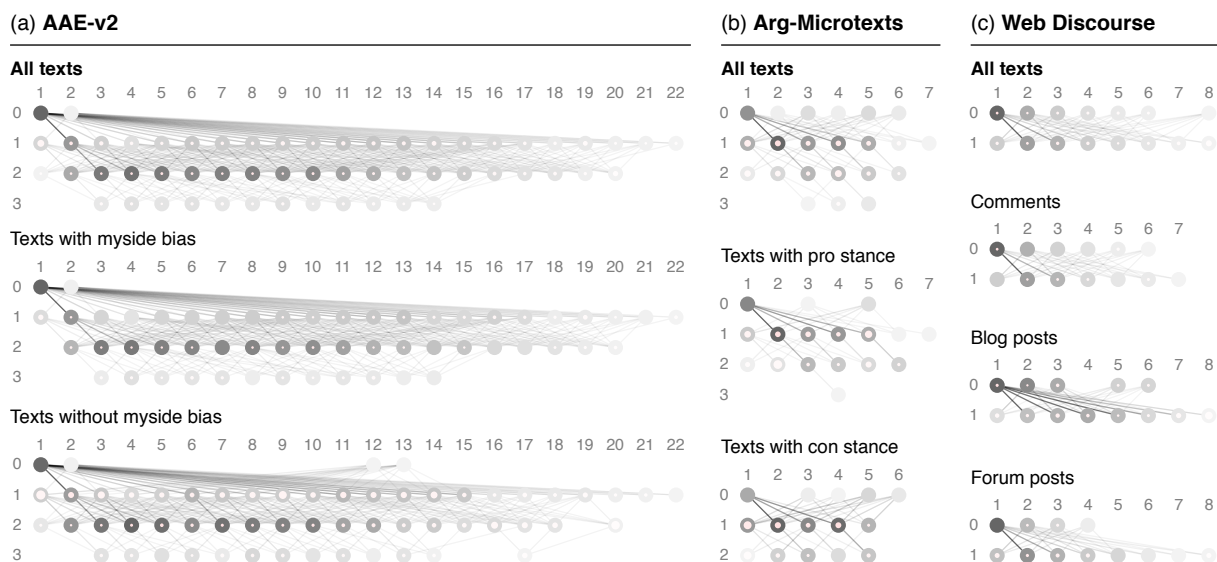 (a) AAE-v2
All texts
1 2 3 4 5 6 7 8 9 10 11 12 13 14 15 16 17 18 19 20 21 22
0
1
2
3
Texts with myside bias
1 2 3 4 5 6 7 8 9 10 11 12 13 14 15 16 17 18 19 20 21 22
0
1
2
3
Texts without myside bias
1 2 3 4 5 6 7 8 9 10 11 12 13 14 15 16 17 18 19 20 21 22
0
1
2
3
(b) Arg-Microtexts
All texts
1 2 3 4 5 6 7
0
1
2
3
Texts with pro stance
1 2 3 4 5 6 7
0
1
2
3
Texts with con stance
1 2 3 4 5 6
0
1
2
(c) Web Discourse
All texts
1 2 3 4 5 6 8
0
1
Comments
1 2 3 4 5 6 7
0
1
Blog posts
1 2 3 4 5 6 7 8
0
1
Forum posts
1 2 3 4 5 6 7 8
0
1